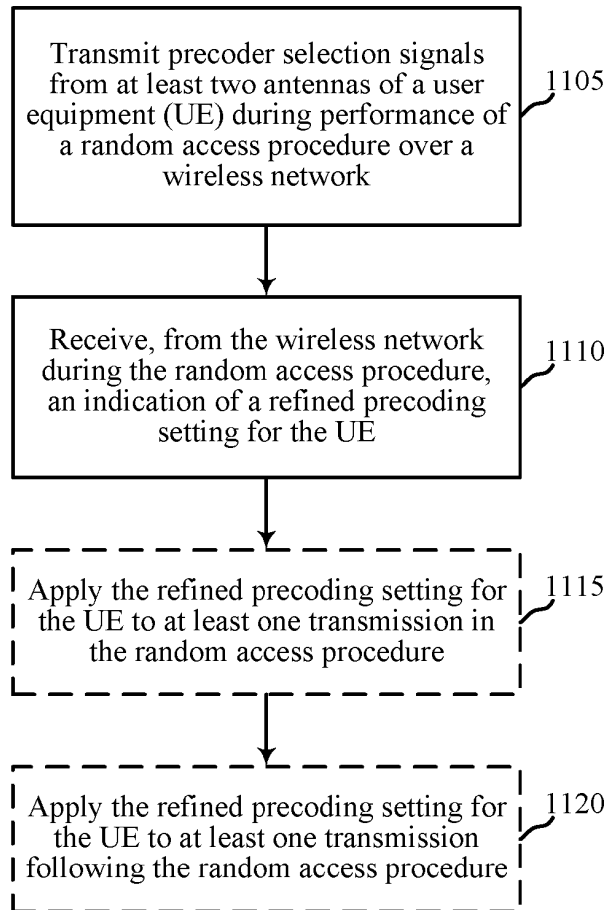 Transmit precoder selection signals
from at least two antennas of a user
equipment (UE) during performance of
a random access procedure over a
wireless network
1105
Receive, from the wireless network
during the random access procedure,
an indication of a refined precoding
setting for the UE
1110
Apply the refined precoding setting for
the UE to at least one transmission in
the random access procedure
1115
Apply the refined precoding setting for
the UE to at least one transmission
following the random access procedure
1120